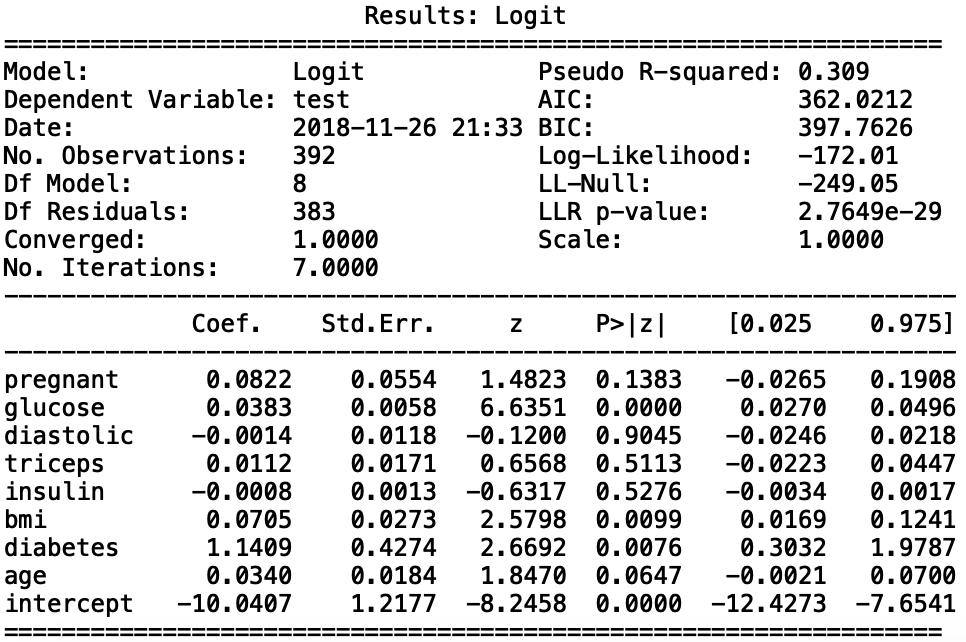 Results: Logit
=================================================================
Model:              Logit            Pseudo R-squared: 0.309
Dependent Variable: test             AIC:              362.0212
Date:               2018-11-26 21:33 BIC:              397.7626
No. Observations:   392              Log-Likelihood:   -172.01
Df Model:           8                LL-Null:          -249.05
Df Residuals:       383              LLR p-value:      2.7649e-29
Converged:          1.0000           Scale:            1.0000
No. Iterations:     7.0000
------------------------------------------------------------------
             Coef.    Std.Err.     z     P>|z|    [0.025    0.975]
------------------------------------------------------------------
pregnant      0.0822    0.0554   1.4823  0.1383   -0.0265   0.1908
glucose       0.0383    0.0058   6.6351  0.0000    0.0270   0.0496
diastolic    -0.0014    0.0118  -0.1200  0.9045   -0.0246   0.0218
triceps       0.0112    0.0171   0.6568  0.5113   -0.0223   0.0447
insulin      -0.0008    0.0013  -0.6317  0.5276   -0.0034   0.0017
bmi           0.0705    0.0273   2.5798  0.0099    0.0169   0.1241
diabetes      1.1409    0.4274   2.6692  0.0076    0.3032   1.9787
age           0.0340    0.0184   1.8470  0.0647   -0.0021   0.0700
intercept   -10.0407    1.2177  -8.2458  0.0000  -12.4273  -7.6541
=================================================================